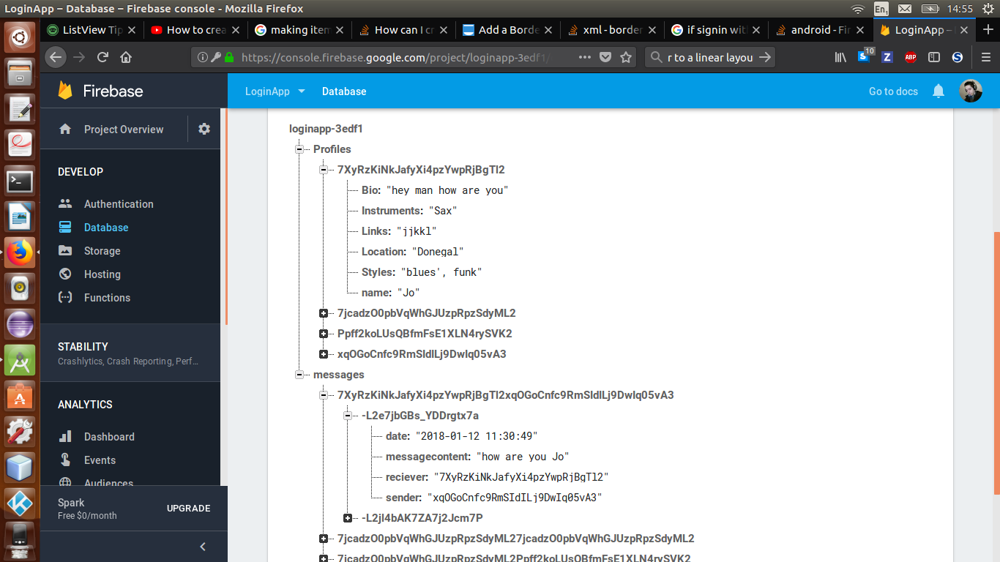 LoginApp – Database – Firebase console - Mozilla Firefox
En1
14:55
ListView Tip
How to crea
making item
How can I cr
Add a Borde
xml - border
if signin wit
android - Fir
LoginApp –
https://console.firebase.google.com/project/loginapp-3edf1/
r to a linear layou
10
Z
ABP
S
Firebase
LoginApp
Database
Go to docs
Project Overview
DEVELOP
Authentication
Database
Storage
Hosting
Functions
STABILITY
Crashlytics, Crash Reporting, Perf…
ANALYTICS
Dashboard
Events
Audiences
Spark
Free $0/month
UPGRADE
loginapp-3edf1
Profiles
7XyRzKiNkJafyXi4pzYwpRjBgTl2
Bio: "hey man how are you"
Instruments: "Sax"
Links: "jjkkl"
Location: "Donegal"
Styles: "blues', funk"
name: "Jo"
7jcadzO0pbVqWhGJUzpRpzSdyML2
Ppff2koLUsQBfmFsE1XLN4rySVK2
xqOGoCnfc9RmSIdILj9DwIq05vA3
messages
7XyRzKiNkJafyXi4pzYwpRjBgTl2xqOGoCnfc9RmSIdILj9DwIq05vA3
-L2e7jbGBs_YDDrgtx7a
date: "2018-01-12 11:30:49"
messagecontent: "how are you Jo"
reciever: "7XyRzKiNkJafyXi4pzYwpRjBgTl2"
sender: "xqOGoCnfc9RmSIdILj9DwIq05vA3"
-L2jI4bAK7ZA7j2Jcm7P
7jcadzO0pbVqWhGJUzpRpzSdyML27jcadzO0pbVqWhGJUzpRpzSdyML2
7jcadzO0pbVqWhGJUzpRpzSdyML2Ppff2koLUsQBfmFsE1XLN4rySVK2